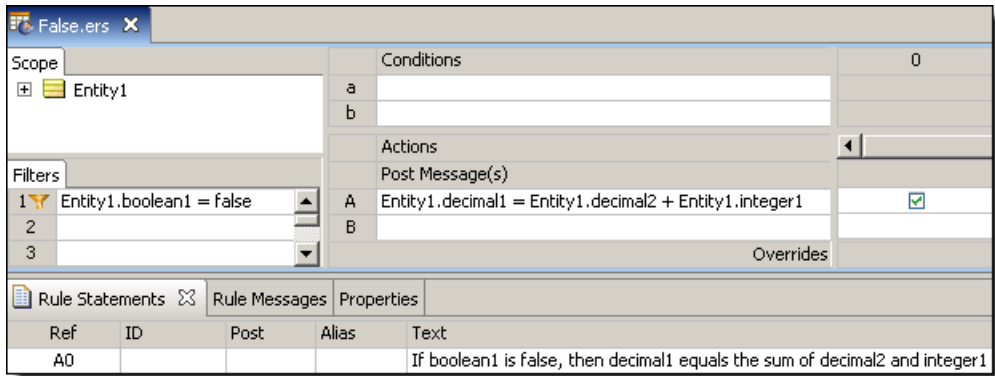 False.ers
Scope
Entity1
Conditions
0
a
b
Actions
Post Message(s)
Filters
1 Entity1.boolean1 = false
2
3
A Entity1.decimal1 = Entity1.decimal2 + Entity1.integer1
B
Overrides
Rule Statements Rule Messages Properties
Ref ID Post Alias Text
A0 If boolean1 is false, then decimal1 equals the sum of decimal2 and integer1